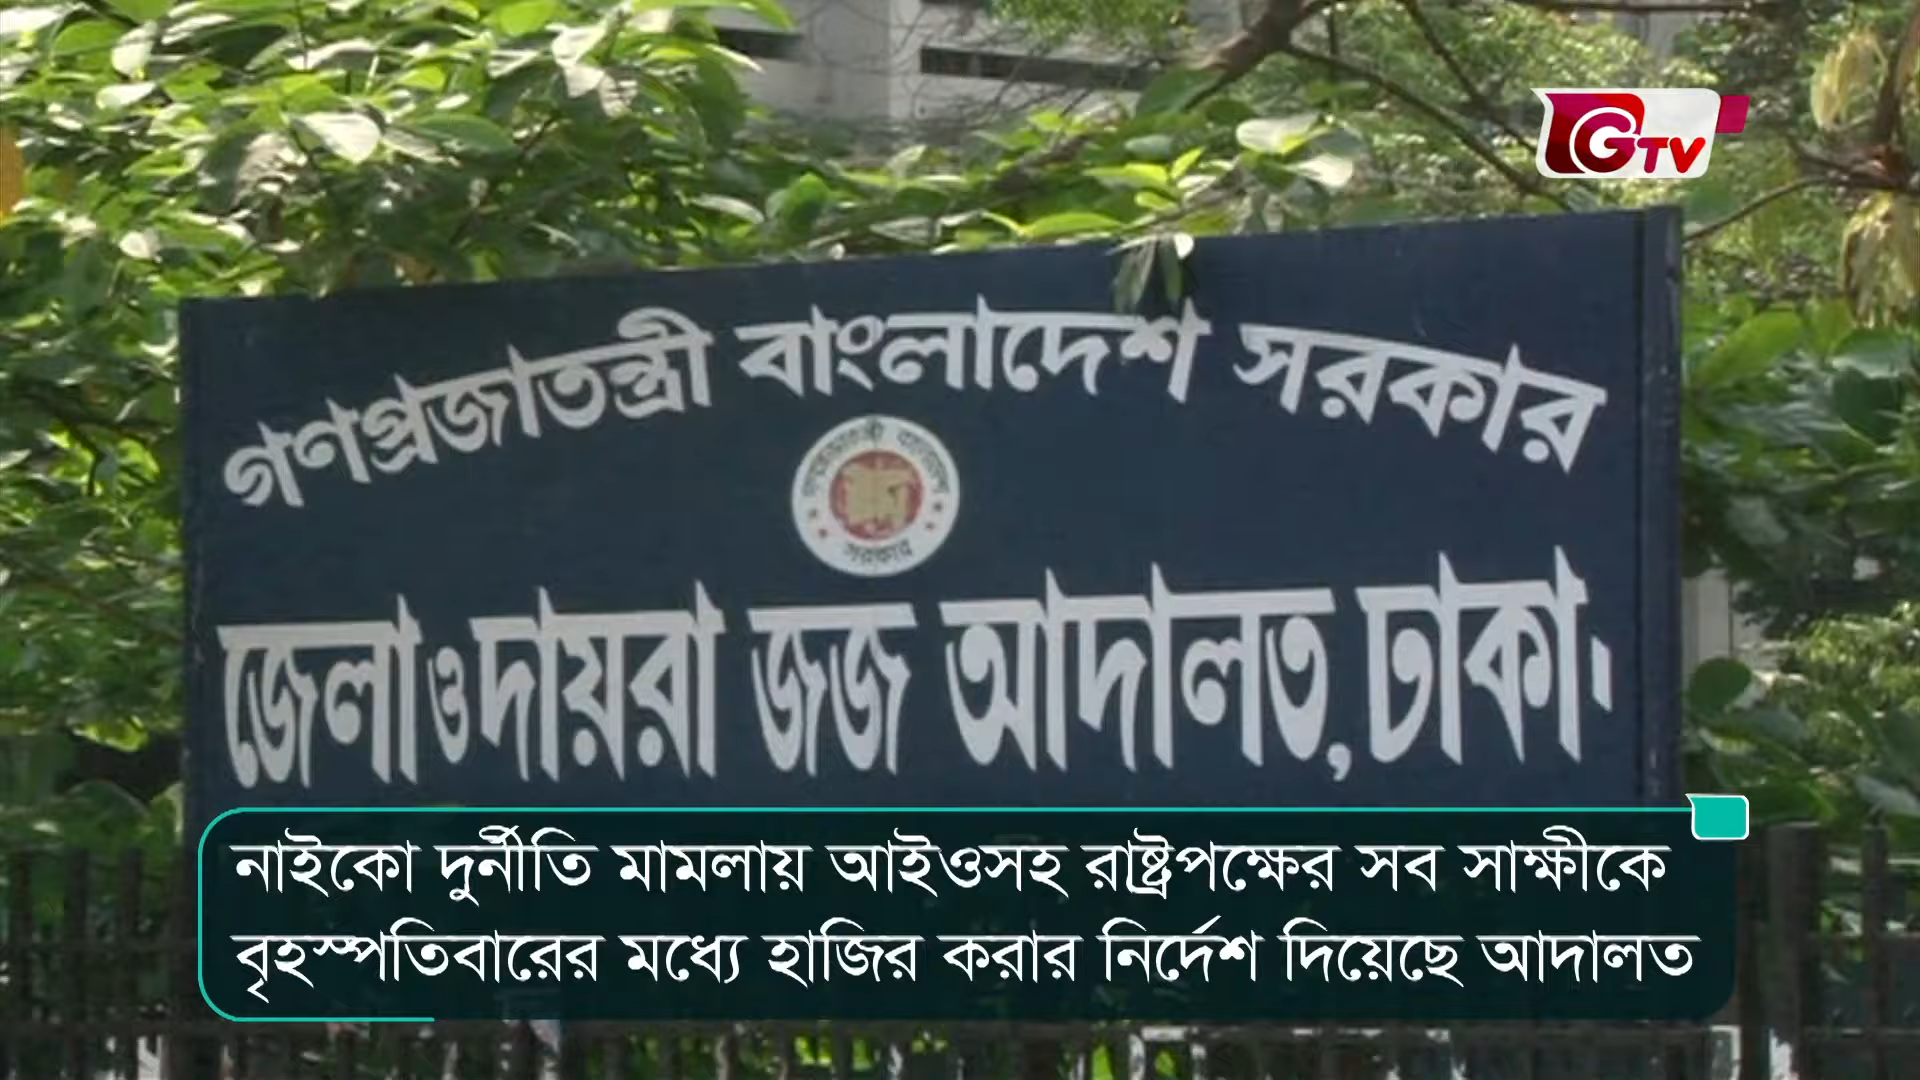 GTV
গণপ্রজাতন্ত্রী বাংলাদেশ সরকার
সরকার
জেলা ও দায়রা জজ আদালত, ঢাকা।
নাইকো দুর্নীতি মামলায় আইওসহ রাষ্ট্রপক্ষের সব সাক্ষীকে
বৃহস্পতিবারের মধ্যে হাজির করার নির্দেশ দিয়েছে আদালত